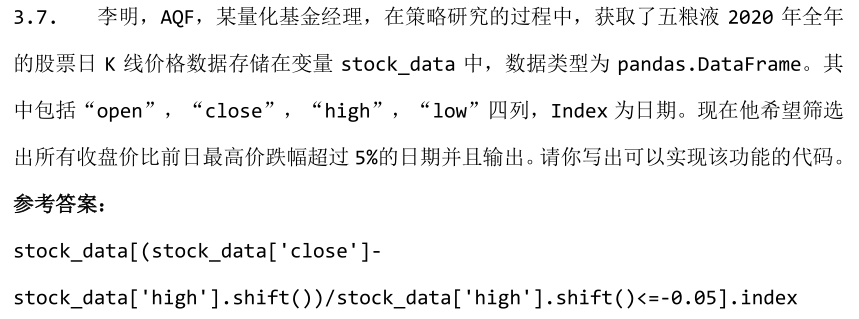 3.7. 李明，AQF，某量化基金经理，在策略研究的过程中，获取了五粮液 2020 年全年
的股票日 K 线价格数据存储在变量 stock_data 中，数据类型为 pandas.DataFrame。其
中包括“open”，“close”，“high”，“low”四列，Index 为日期。现在他希望筛选
出所有收盘价比前日最高价跌幅超过 5%的日期并且输出。请你写出可以实现该功能的代码。
参考答案：
stock_data[(stock_data['close']-
stock_data['high'].shift())/stock_data['high'].shift()<=-0.05].index